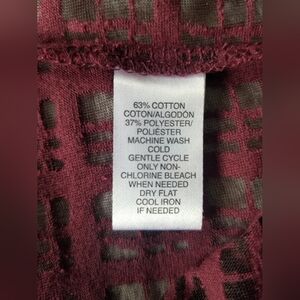 63% COTTON
COTON/ALGODÓN
37% POLYESTER/
POLIÉSTER
MACHINE WASH
COLD
GENTLE CYCLE
ONLY NON-
CHLORINE BLEACH
WHEN NEEDED
DRY FLAT
COOL IRON
IF NEEDED